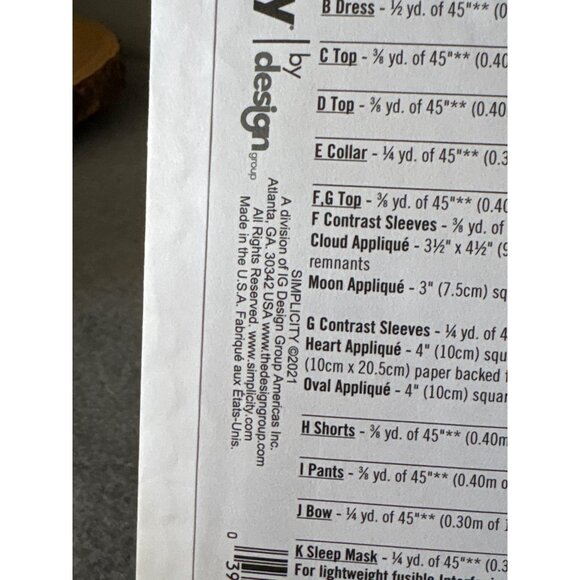 y
by
design
group
SIMPLICITY ©2021
A division of IG Design Group Americas Inc.
Atlanta, GA. 30342 USA www.thedesigngroup.com
All Rights Reserved. www.simplicity.com
Made in the U.S.A. Fabriqué aux États-Unis.
0
39
B Dress - ½ yd. of 45"** (0
C Top - ⅜ yd. of 45"** (0.40
D Top - ⅜ yd. of 45"** (0.40
E Collar - ¼ yd. of 45"** (0.3
F,G Top - ⅜ yd. of 45"** (0.40
F Contrast Sleeves - ⅜ yd. of
Cloud Appliqué - 3½" x 4½" (9
remnants
Moon Appliqué - 3" (7.5cm) sq
G Contrast Sleeves - ¼ yd. of 4
Heart Appliqué - 4" (10cm) squ
(10cm x 20.5cm) paper backed f
Oval Appliqué - 4" (10cm) squar
H Shorts - ⅜ yd. of 45"** (0.40m
I Pants - ⅜ yd. of 45"** (0.40m o
J Bow - ¼ yd. of 45"** (0.30m of 1
K Sleep Mask - ¼ yd. of 45"** (0.3
For lightweight fusible Interf